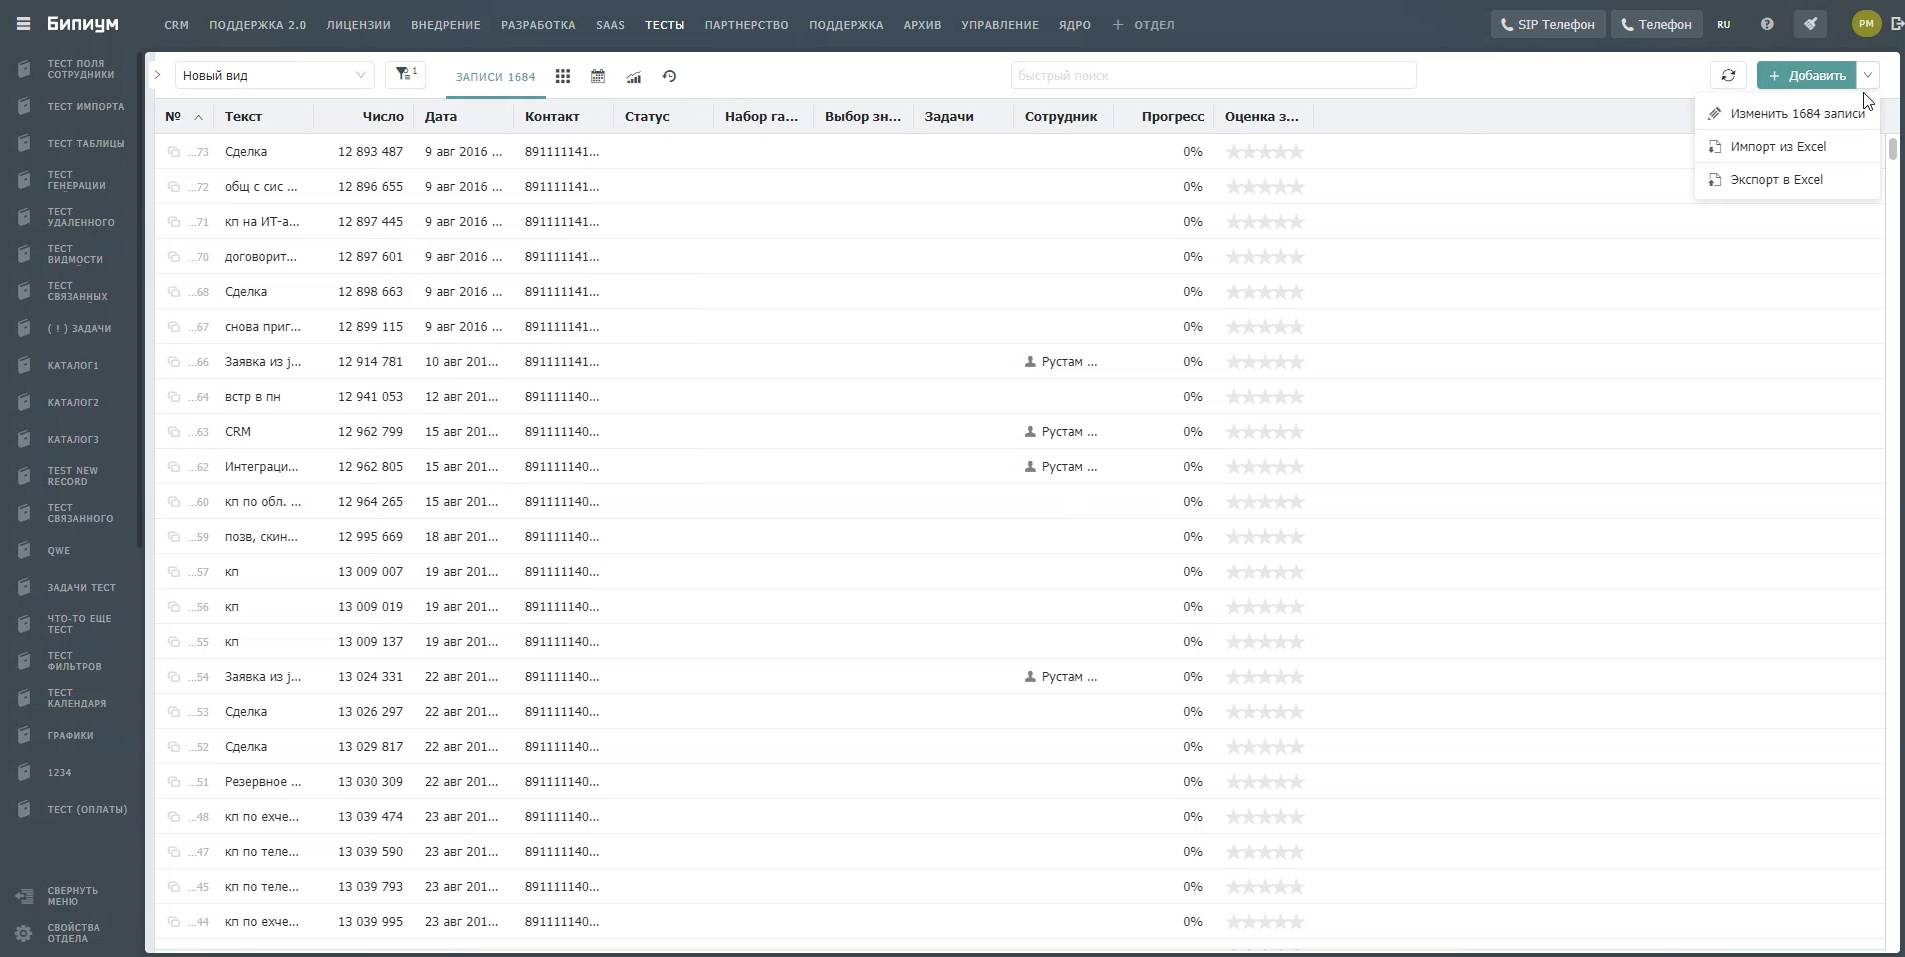 Бипиум
CRM ПОДДЕРЖКА 2.0 ЛИЦЕНЗИИ ВНЕДРЕНИЕ РАЗРАБОТКА SAAS ТЕСТЫ ПАРТНЕРСТВО ПОДДЕРЖКА АРХИВ УПРАВЛЕНИЕ ЯДРО + ОТДЕЛ
SIP Телефон Телефон RU ? РМ
ТЕСТ ПОЛЯ
СОТРУДНИКИ
ТЕСТ ИМПОРТА
ТЕСТ ТАБЛИЦЫ
ТЕСТ
ГЕНЕРАЦИИ
ТЕСТ
УДАЛЕННОГО
ТЕСТ
ВИДМОСТИ
ТЕСТ
СВЯЗАННЫХ
( ! ) ЗАДАЧИ
КАТАЛОГ1
КАТАЛОГ2
КАТАЛОГ3
TEST NEW
RECORD
ТЕСТ
СВЯЗАННОГО
QWE
ЗАДАЧИ ТЕСТ
ЧТО-ТО ЕЩЕ
ТЕСТ
ТЕСТ
ФИЛЬТРОВ
ТЕСТ
КАЛЕНДАРЯ
ГРАФИКИ
1234
ТЕСТ (ОПЛАТЫ)
СВЕРНУТЬ
МЕНЮ
СВОЙСТВА
ОТДЕЛА
Новый вид 1 ЗАПИСИ 1684 быстрый поиск + Добавить
Изменить 1684 записи
Импорт из Excel
Экспорт в Excel
№ Текст Число Дата Контакт Статус Набор га... Выбор зн... Задачи Сотрудник Прогресс Оценка з...
...73 Сделка 12 893 487 9 авг 2016 ... 891111141... 0%
...72 общ с сис ... 12 896 655 9 авг 2016 ... 891111141... 0%
...71 кп на ИТ-а... 12 897 445 9 авг 2016 ... 891111141... 0%
...70 договорит... 12 897 601 9 авг 2016 ... 891111141... 0%
...68 Сделка 12 898 663 9 авг 2016 ... 891111141... 0%
...67 снова приг... 12 899 115 9 авг 2016 ... 891111141... 0%
...66 Заявка из j... 12 914 781 10 авг 201... 891111141... Рустам ... 0%
...64 встр в пн 12 941 053 12 авг 201... 891111140... 0%
...63 CRM 12 962 799 15 авг 201... 891111140... Рустам ... 0%
...62 Интеграци... 12 962 805 15 авг 201... 891111140... Рустам ... 0%
...60 кп по обл. ... 12 964 265 15 авг 201... 891111140... 0%
...59 позв, скин... 12 995 669 18 авг 201... 891111140... 0%
...57 кп 13 009 007 19 авг 201... 891111140... 0%
...56 кп 13 009 019 19 авг 201... 891111140... 0%
...55 кп 13 009 137 19 авг 201... 891111140... 0%
...54 Заявка из j... 13 024 331 22 авг 201... 891111140... Рустам ... 0%
...53 Сделка 13 026 297 22 авг 201... 891111140... 0%
...52 Сделка 13 029 817 22 авг 201... 891111140... 0%
...51 Резервное ... 13 030 309 22 авг 201... 891111140... 0%
...48 кп по ехче... 13 039 474 23 авг 201... 891111140... 0%
...47 кп по теле... 13 039 590 23 авг 201... 891111140... 0%
...45 кп по теле... 13 039 793 23 авг 201... 891111140... 0%
...44 кп по ехче... 13 039 995 23 авг 201... 891111140... 0%